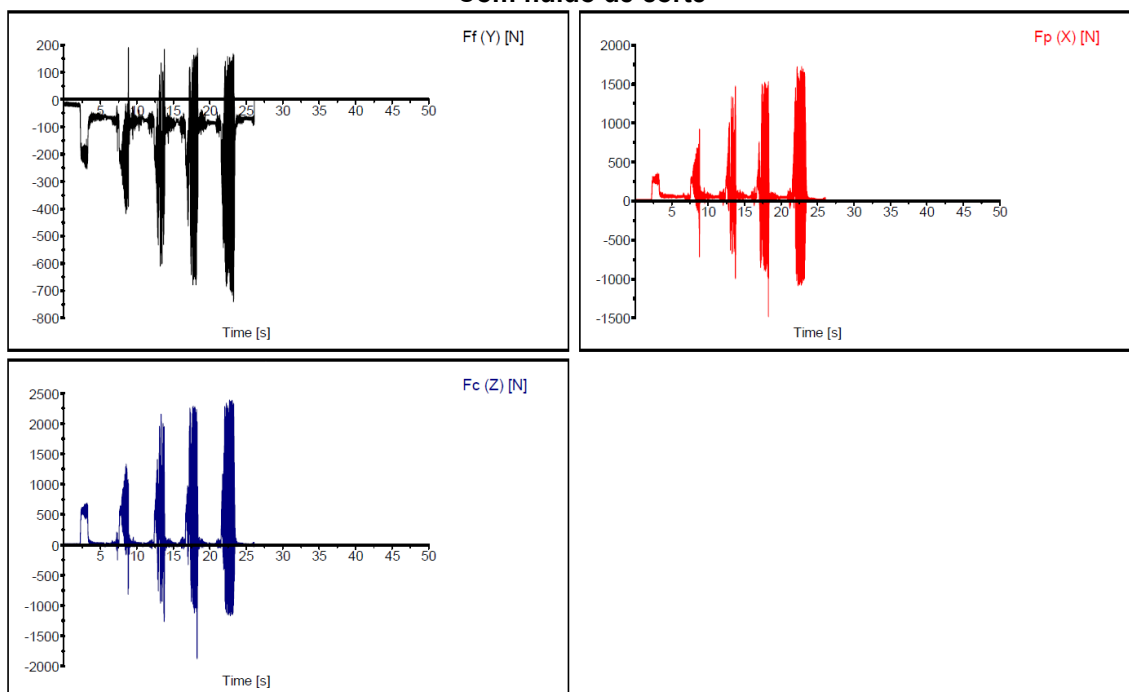 Com fluido de corte
Ff (Y) [N]
200
100
0
-100
-200
-300
-400
-500
-600
-700
-800
5 10 15 20 25 30 35 40 45 50
Time [s]
Fp (X) [N]
2000
1500
1000
500
0
-500
-1000
-1500
5 10 15 20 25 30 35 40 45 50
Time [s]
Fc (Z) [N]
2500
2000
1500
1000
500
0
-500
-1000
-1500
-2000
5 10 15 20 25 30 35 40 45 50
Time [s]